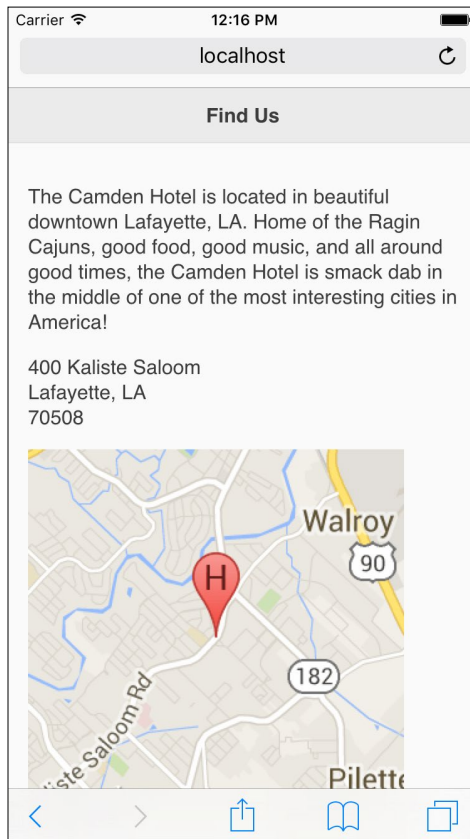 Carrier 12:16 PM
localhost
Find Us
The Camden Hotel is located in beautiful
downtown Lafayette, LA. Home of the Ragin
Cajuns, good food, good music, and all around
good times, the Camden Hotel is smack dab in
the middle of one of the most interesting cities in
America!
400 Kaliste Saloom
Lafayette, LA
70508
Walroy
90
H
182
iste Saloom Rd
Pilette